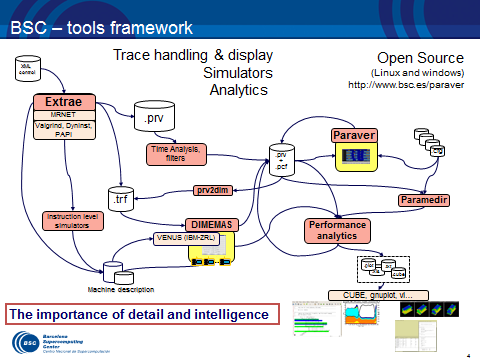 BSC – tools framework
Trace handling & display
Simulators
Analytics
Open Source
(Linux and windows)
http://www.bsc.es/paraver
XML
control
Extrae
MRNET
Valgrind, Dyninst,
PAPI
.prv
Time Analysis,
filters
.prv
+
.pcf
Paraver
.cfg
.trf
prv2dim
Paramedir
Instruction level
simulators
DIMEMAS
VENUS (IBM-ZRL)
Performance
analytics
Machine description
.cube
CUBE, gnuplot, vi…
The importance of detail and intelligence
BSC
Barcelona
Supercomputing
Center
Centro Nacional de Supercomputación
4